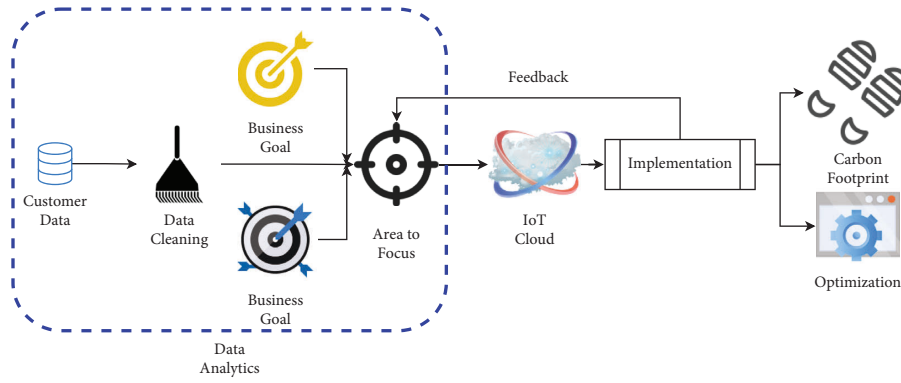 Feedback
Business
Goal
Implementation
Carbon
Footprint
Customer
Data
Data
Cleaning
IoT
Cloud
Area to
Focus
Optimization
Business
Goal
Data
Analytics